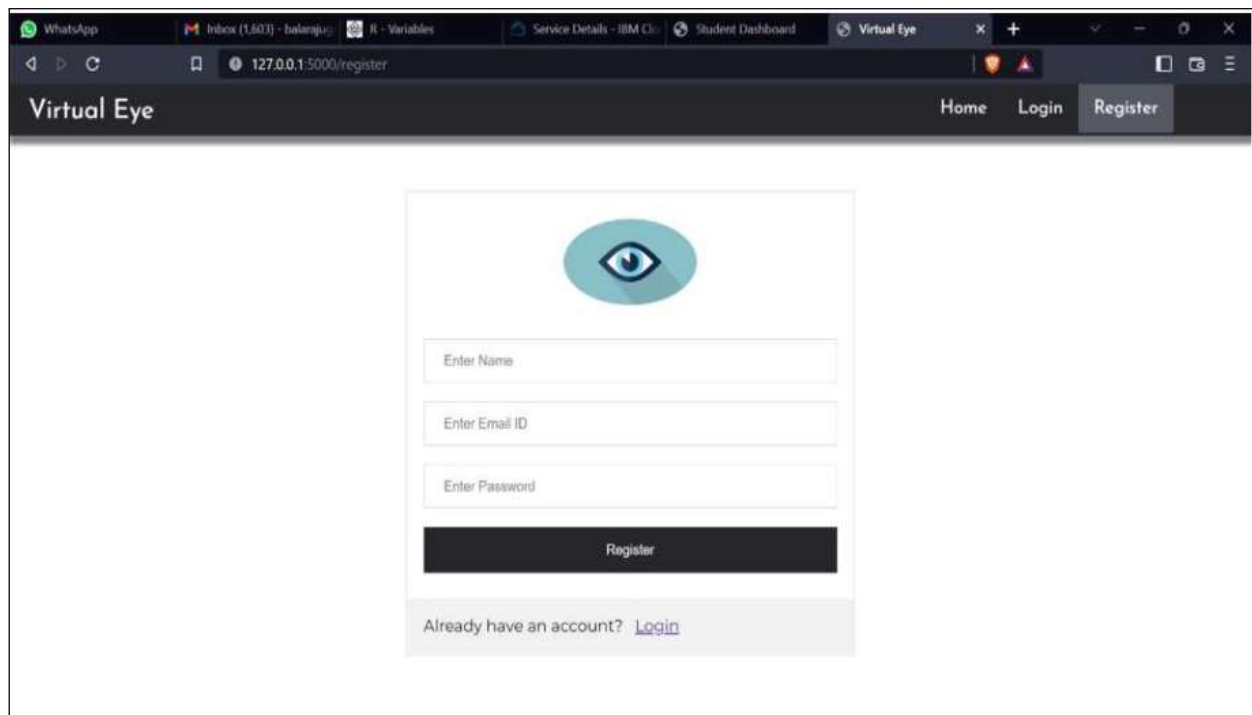 WhatsApp M Inbox (1,603) - balaraju R - Variables Service Details - IBM Clo Student Dashboard Virtual Eye × +
127.0.0.1:5000/register
Virtual Eye Home Login Register
Enter Name
Enter Email ID
Enter Password
Register
Already have an account? Login